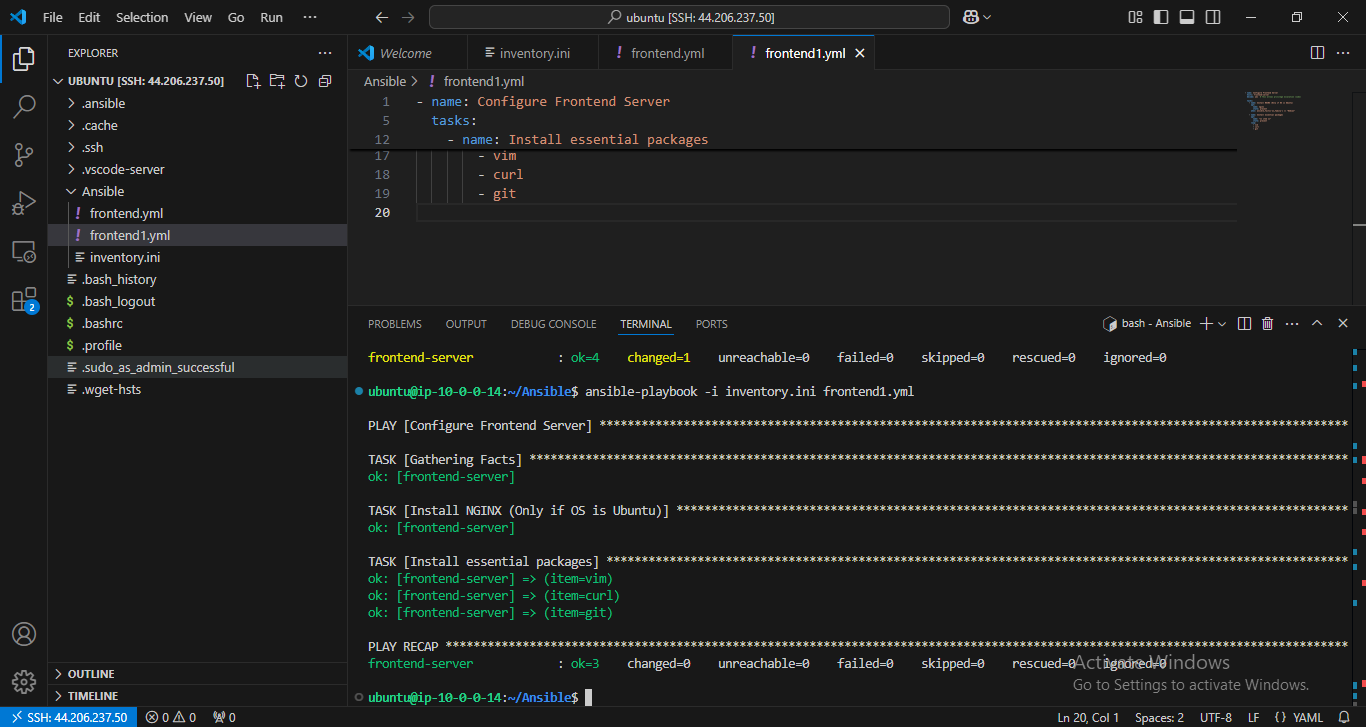 File Edit Selection View Go Run ··· ubuntu [SSH: 44.206.237.50]
EXPLORER ···
UBUNTU [SSH: 44.206.237.50]
.ansible
.cache
.ssh
.vscode-server
Ansible
! frontend.yml
! frontend1.yml
inventory.ini
.bash_history
$ .bash_logout
$ .bashrc
$ .profile
.sudo_as_admin_successful
.wget-hsts
OUTLINE
TIMELINE
2
Welcome inventory.ini ! frontend.yml ! frontend1.yml
Ansible > ! frontend1.yml
1 - name: Configure Frontend Server
5 tasks:
12 - name: Install essential packages
17 - vim
18 - curl
19 - git
20
PROBLEMS OUTPUT DEBUG CONSOLE TERMINAL PORTS bash - Ansible
frontend-server : ok=4 changed=1 unreachable=0 failed=0 skipped=0 rescued=0 ignored=0
ubuntu@ip-10-0-0-14:~/Ansible$ ansible-playbook -i inventory.ini frontend1.yml
PLAY [Configure Frontend Server] ***********************************************************************************************************
TASK [Gathering Facts] *********************************************************************************************************************
ok: [frontend-server]
TASK [Install NGINX (Only if OS is Ubuntu)] ************************************************************************************************
ok: [frontend-server]
TASK [Install essential packages] **********************************************************************************************************
ok: [frontend-server] => (item=vim)
ok: [frontend-server] => (item=curl)
ok: [frontend-server] => (item=git)
PLAY RECAP *********************************************************************************************************************************
frontend-server : ok=3 changed=0 unreachable=0 failed=0 skipped=0 rescued=0 ignored=0
ubuntu@ip-10-0-0-14:~/Ansible$
Activate Windows
Go to Settings to activate Windows.
SSH: 44.206.237.50 0 0 0 Ln 20, Col 1 Spaces: 2 UTF-8 LF {} YAML